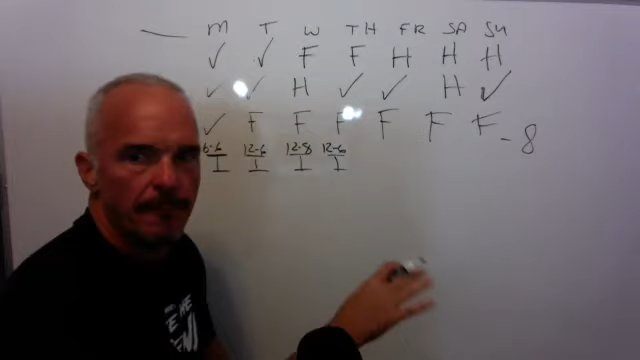 M T W TH FR SA SU
✓ ✓ F F H H H
✓ ✓ H ✓ ✓ H ✓
✓ F F F F F F -8
6-6 12-6 12-8 12-6
I I I I